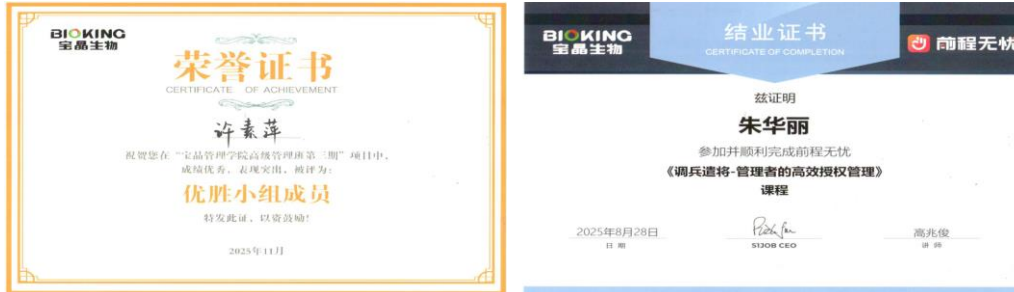 BIOKING
宝晶生物
荣誉证书
CERTIFICATE OF ACHIEVEMENT
许素萍
祝贺您在“宝晶管理学院高级管理班第三期”项目中，
成绩优秀、表现突出，被评为：
优胜小组成员
特发此证，以资鼓励！
2025年11月
BIOKING
宝晶生物
结业证书
CERTIFICATE OF COMPLETION
前程无忧
兹证明
朱华丽
参加并顺利完成前程无忧
《调兵遣将-管理者的高效授权管理》
课程
2025年8月28日
日 期
51JOB CEO
高兆俊
讲 师